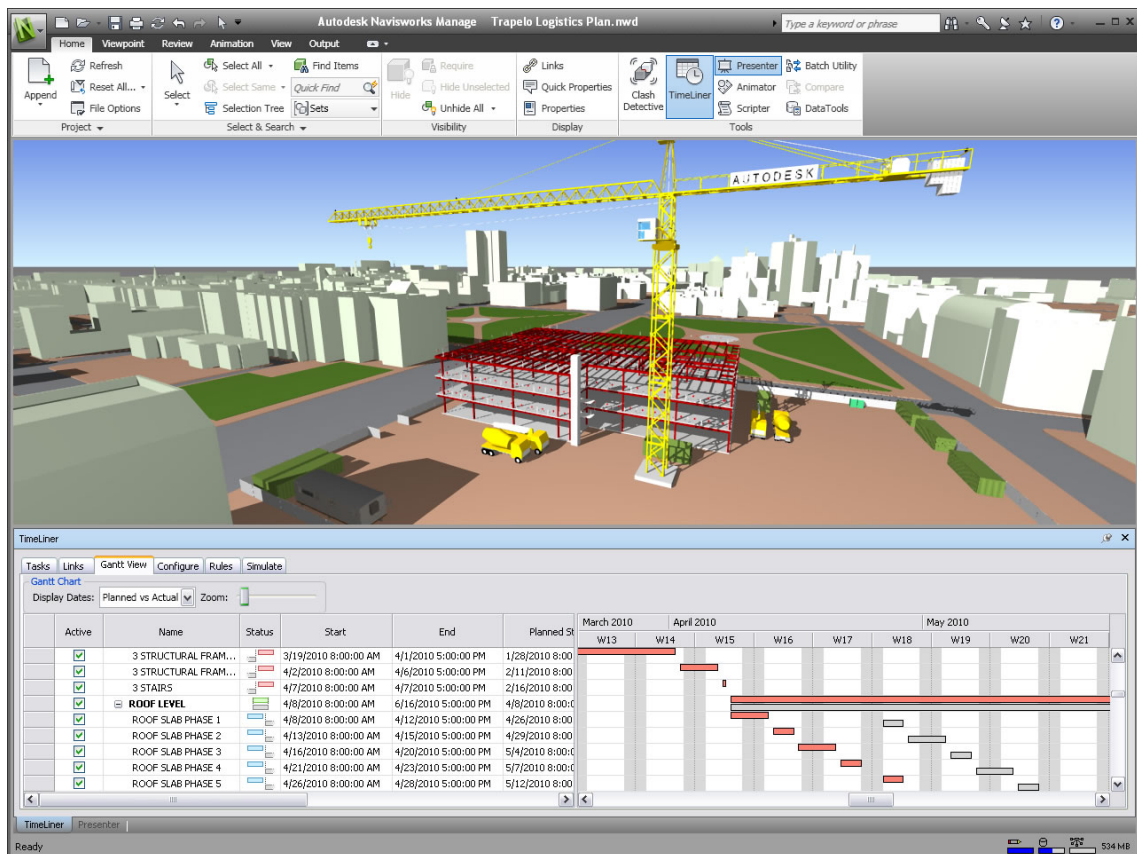 Autodesk Navisworks Manage Trapelo Logistics Plan.nwd
Type a keyword or phrase
Home Viewpoint Review Animation View Output
Append
Refresh
Reset All...
File Options
Project
Select
Select All
Select Same
Selection Tree
Find Items
Quick Find
Sets
Select & Search
Hide
Require
Hide Unselected
Unhide All
Visibility
Links
Quick Properties
Properties
Display
Clash Detective
TimeLiner
Presenter
Animator
Scripter
Batch Utility
Compare
DataTools
Tools
AUTODESK
TimeLiner
Tasks Links Gantt View Configure Rules Simulate
Gantt Chart
Display Dates: Planned vs Actual Zoom:
Active Name Status Start End Planned St
March 2010 April 2010 May 2010
W13 W14 W15 W16 W17 W18 W19 W20 W21
3 STRUCTURAL FRAM... 3/19/2010 8:00:00 AM 4/1/2010 5:00:00 PM 1/28/2010 8:00
3 STRUCTURAL FRAM... 4/2/2010 8:00:00 AM 4/6/2010 5:00:00 PM 2/11/2010 8:00
3 STAIRS 4/7/2010 8:00:00 AM 4/7/2010 5:00:00 PM 2/16/2010 8:00
ROOF LEVEL 4/8/2010 8:00:00 AM 6/16/2010 5:00:00 PM 4/8/2010 8:00:0
ROOF SLAB PHASE 1 4/8/2010 8:00:00 AM 4/12/2010 5:00:00 PM 4/26/2010 8:00
ROOF SLAB PHASE 2 4/13/2010 8:00:00 AM 4/15/2010 5:00:00 PM 4/29/2010 8:00
ROOF SLAB PHASE 3 4/16/2010 8:00:00 AM 4/20/2010 5:00:00 PM 5/4/2010 8:00:0
ROOF SLAB PHASE 4 4/21/2010 8:00:00 AM 4/23/2010 5:00:00 PM 5/7/2010 8:00:0
ROOF SLAB PHASE 5 4/26/2010 8:00:00 AM 4/28/2010 5:00:00 PM 5/12/2010 8:00
TimeLiner Presenter
Ready
534 MB